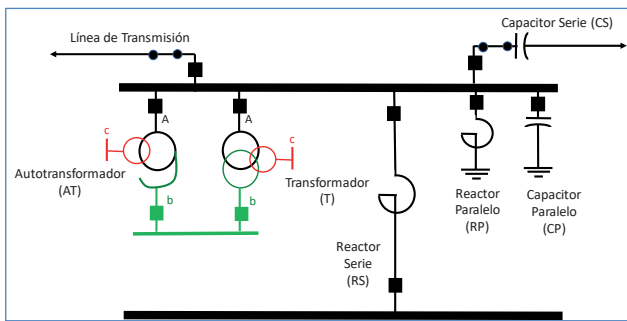 Capacitor Serie (CS)
Línea de Transmisión
A
A
c
c
Autotransformador
(AT)
Transformador
(T)
b
b
Reactor
Serie
(RS)
Reactor
Paralelo
(RP)
Capacitor
Paralelo
(CP)